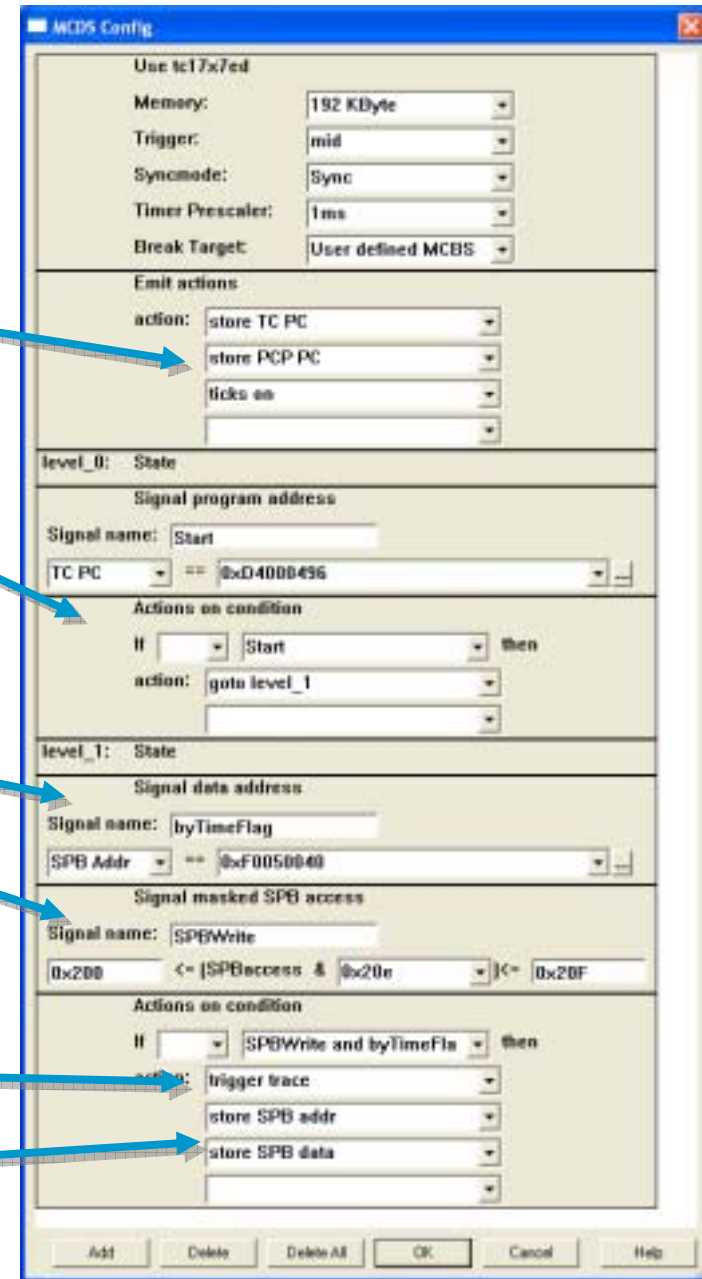 MCDS Config
Use tc17x7ed
Memory: 192 KByte
Trigger: mid
Syncmode: Sync
Timer Prescaler: 1ms
Break Target: User defined MCBS
Emit actions
action: store TC PC
store PCP PC
ticks on
level_0: State
Signal program address
Signal name: Start
TC PC == 0xD4000496 ...
Actions on condition
If Start then
action: goto level_1
level_1: State
Signal data address
Signal name: byTimeFlag
SPB Addr == 0xF0050040 ...
Signal masked SPB access
Signal name: SPBWrite
0x200 <= (SPBaccess & 0x20e )<= 0x20F
Actions on condition
If SPBWrite and byTimeFla then
action: trigger trace
store SPB addr
store SPB data
Add Delete Delete All OK Cancel Help